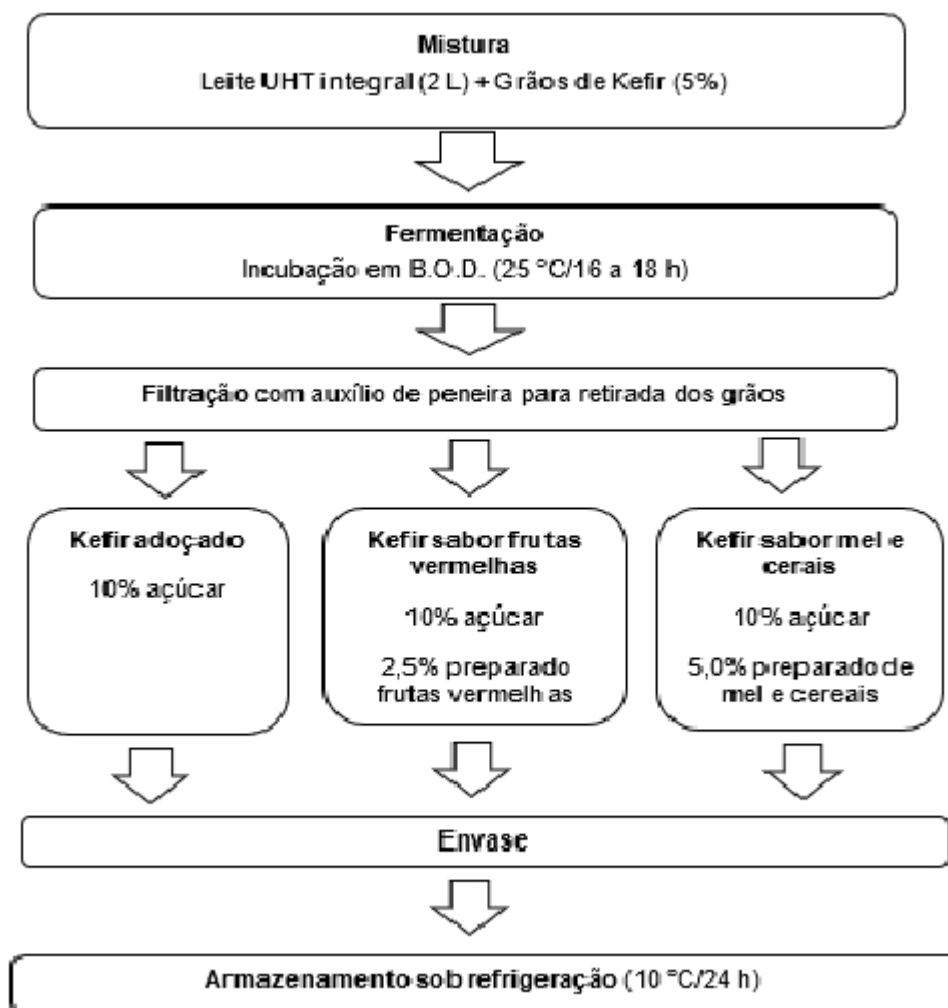 Mistura
Leite UHT integral (2 L) + Grãos de Kefir (5%)
Fermentação
Incubação em B.O.D. (25 °C/16 a 18 h)
Filtração com auxílio de peneira para retirada dos grãos
Kefir adoçado
10% açúcar
Kefir sabor frutas
vermelhas
10% açúcar
2,5% preparado
frutas vermelhas
Kefir sabor mel e
cerais
10% açúcar
5,0% preparado de
mel e cereais
Envase
Armazenamento sob refrigeração (10 °C/24 h)